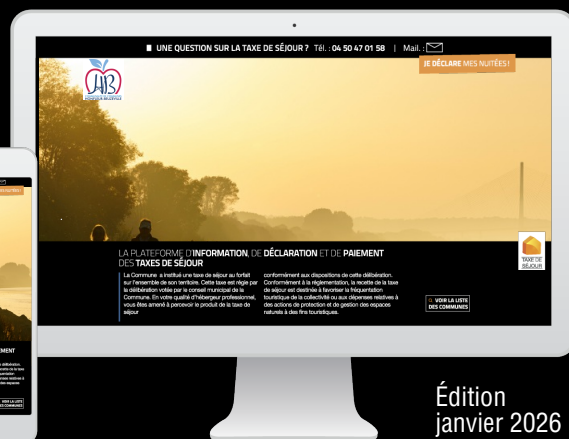 UNE QUESTION SUR LA TAXE DE SÉJOUR ? Tél. : 04 50 47 01 58 | Mail. :
JE DÉCLARE MES NUITÉES !
LA PLATEFORME D'INFORMATION, DE DÉCLARATION ET DE PAIEMENT
DES TAXES DE SÉJOUR
La Commune a institué une taxe de séjour au forfait
sur l'ensemble de son territoire. Cette taxe est régie par
la délibération votée par le conseil municipal de la
Commune. En votre qualité d'hébergeur professionnel,
vous êtes amené à percevoir le produit de la taxe de
séjour
conformément aux dispositions de cette délibération.
Conformément à la réglementation, la recette de la taxe
de séjour est destinée à favoriser la fréquentation
touristique de la collectivité ou aux dépenses relatives à
des actions de protection et de gestion des espaces
naturels à des fins touristiques.
TAXE DE
SÉJOUR
VOIR LA LISTE
DES COMMUNES
Édition
janvier 2026